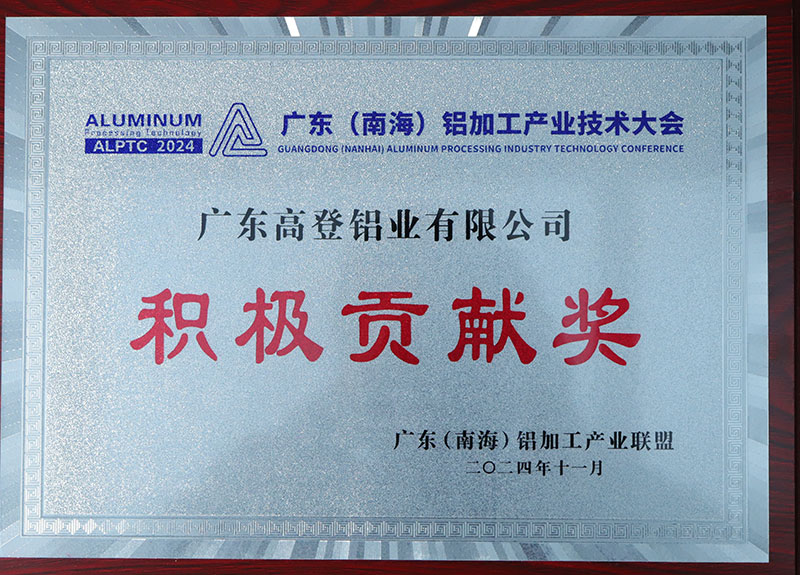 ALUMINUM
Processing Technology
ALPTC 2024
广东（南海）铝加工产业技术大会
GUANGDONG (NANHAI) ALUMINUM PROCESSING INDUSTRY TECHNOLOGY CONFERENCE
广东高登铝业有限公司
积极贡献奖
广东（南海）铝加工产业联盟
二〇二四年十一月